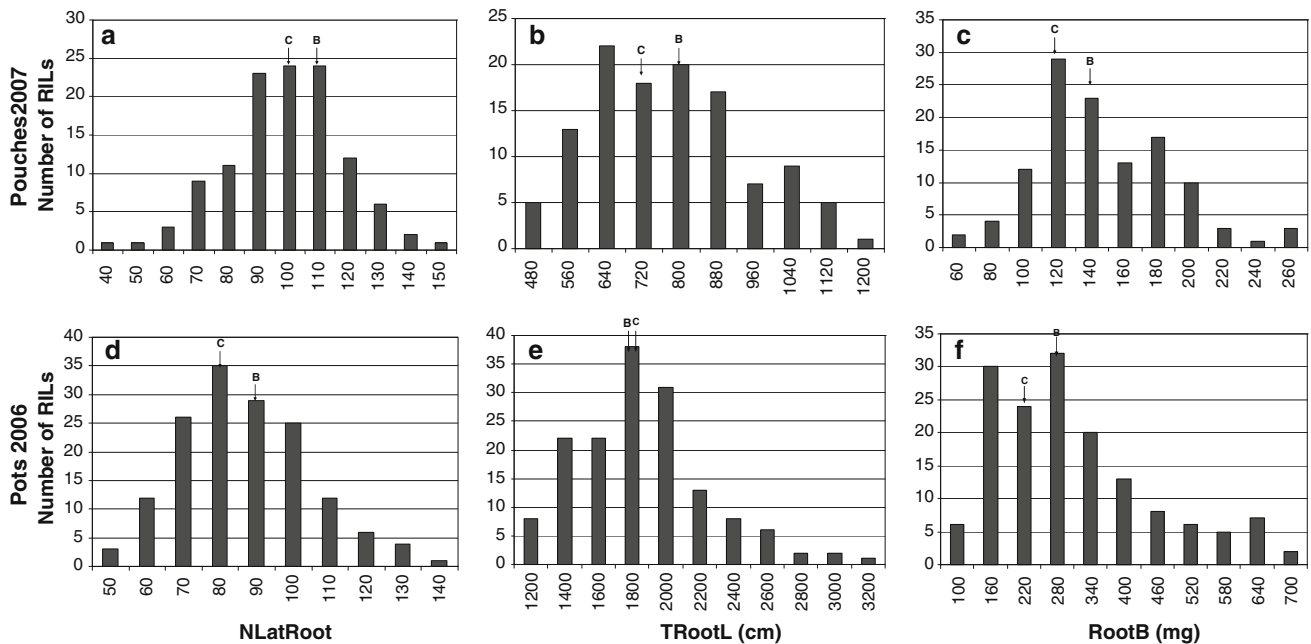 Pouches2007
Number of RILs
a
C B
30
25
20
15
10
5
0
40 50 60 70 80 90 100 110 120 130 140 150
b
C B
25
20
15
10
5
0
480 560 640 720 800 880 960 1040 1120 1200
c
C B
35
30
25
20
15
10
5
0
60 80 100 120 140 160 180 200 220 240 260
Pots 2006
Number of RILs
d
C B
40
35
30
25
20
15
10
5
0
50 60 70 80 90 100 110 120 130 140
NLatRoot
e
B C
40
35
30
25
20
15
10
5
0
1200 1400 1600 1800 2000 2200 2400 2600 2800 3000 3200
TRootL (cm)
f
C B
35
30
25
20
15
10
5
0
100 160 220 280 340 400 460 520 580 640 700
RootB (mg)